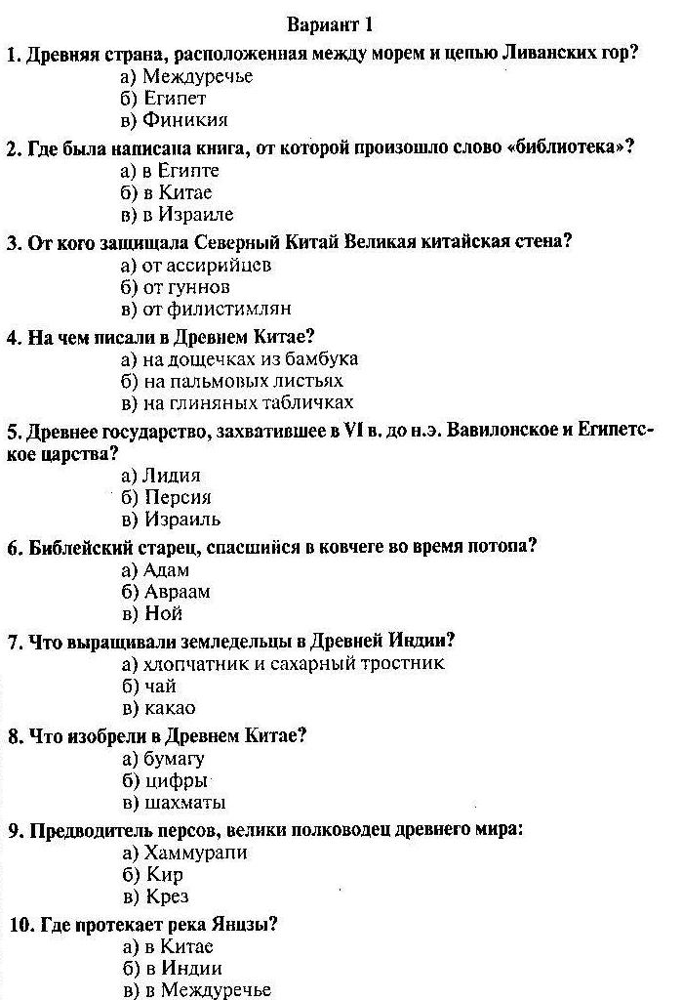 Вариант 1
1. Древняя страна, расположенная между морем и цепью Ливанских гор?
а) Междуречье
б) Египет
в) Финикия
2. Где была написана книга, от которой произошло слово «библиотека»?
а) в Египте
б) в Китае
в) в Израиле
3. От кого защищала Северный Китай Великая китайская стена?
а) от ассирийцев
б) от гуннов
в) от филистимлян
4. На чем писали в Древнем Китае?
а) на дощечках из бамбука
б) на пальмовых листьях
в) на глиняных табличках
5. Древнее государство, захватившее в VI в. до н.э. Вавилонское и Египетс-
кое царства?
а) Лидия
б) Персия
в) Израиль
6. Библейский старец, спасшийся в ковчеге во время потопа?
а) Адам
б) Авраам
в) Ной
7. Что выращивали земледельцы в Древней Индии?
а) хлопчатник и сахарный тростник
б) чай
в) какао
8. Что изобрели в Древнем Китае?
а) бумагу
б) цифры
в) шахматы
9. Предводитель персов, велики полководец древнего мира:
а) Хаммурапи
б) Кир
в) Крез
10. Где протекает река Янцзы?
а) в Китае
б) в Индии
в) в Междуречье